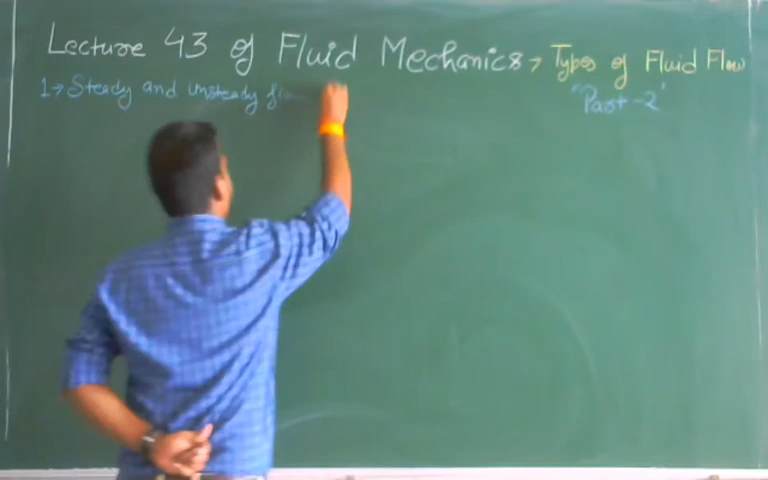 Lecture 43 of Fluid Mechanics → Types of Fluid Flow
"Part-2"
1→ Steady and unsteady